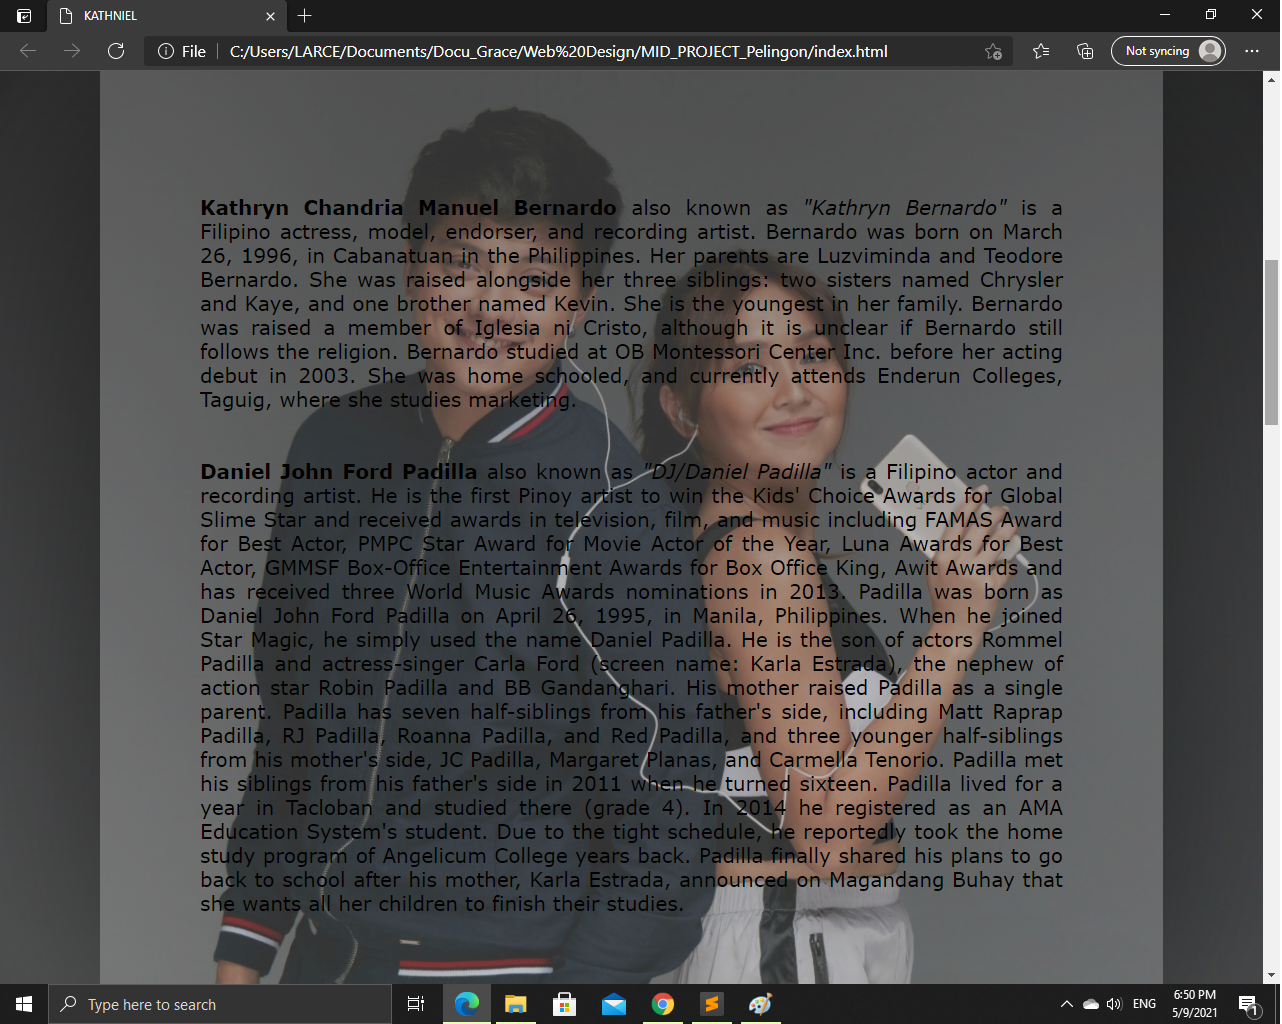 KATHNIEL
File
C:/Users/LARCE/Documents/Docu_Grace/Web%20Design/MID_PROJECT_Pelingon/index.html
Not syncing
Kathryn Chandria Manuel Bernardo also known as "Kathryn Bernardo" is a
Filipino actress, model, endorser, and recording artist. Bernardo was born on March
26, 1996, in Cabanatuan in the Philippines. Her parents are Luzviminda and Teodore
Bernardo. She was raised alongside her three siblings: two sisters named Chrysler
and Kaye, and one brother named Kevin. She is the youngest in her family. Bernardo
was raised a member of Iglesia ni Cristo, although it is unclear if Bernardo still
follows the religion. Bernardo studied at OB Montessori Center Inc. before her acting
debut in 2003. She was home schooled, and currently attends Enderun Colleges,
Taguig, where she studies marketing.
Daniel John Ford Padilla also known as "DJ/Daniel Padilla" is a Filipino actor and
recording artist. He is the first Pinoy artist to win the Kids' Choice Awards for Global
Slime Star and received awards in television, film, and music including FAMAS Award
for Best Actor, PMPC Star Award for Movie Actor of the Year, Luna Awards for Best
Actor, GMMSF Box-Office Entertainment Awards for Box Office King, Awit Awards and
has received three World Music Awards nominations in 2013. Padilla was born as
Daniel John Ford Padilla on April 26, 1995, in Manila, Philippines. When he joined
Star Magic, he simply used the name Daniel Padilla. He is the son of actors Rommel
Padilla and actress-singer Carla Ford (screen name: Karla Estrada), the nephew of
action star Robin Padilla and BB Gandanghari. His mother raised Padilla as a single
parent. Padilla has seven half-siblings from his father's side, including Matt Raprap
Padilla, RJ Padilla, Roanna Padilla, and Red Padilla, and three younger half-siblings
from his mother's side, JC Padilla, Margaret Planas, and Carmella Tenorio. Padilla met
his siblings from his father's side in 2011 when he turned sixteen. Padilla lived for a
year in Tacloban and studied there (grade 4). In 2014 he registered as an AMA
Education System's student. Due to the tight schedule, he reportedly took the home
study program of Angelicum College years back. Padilla finally shared his plans to go
back to school after his mother, Karla Estrada, announced on Magandang Buhay that
she wants all her children to finish their studies.
Type here to search
ENG
6:50 PM
5/9/2021
1